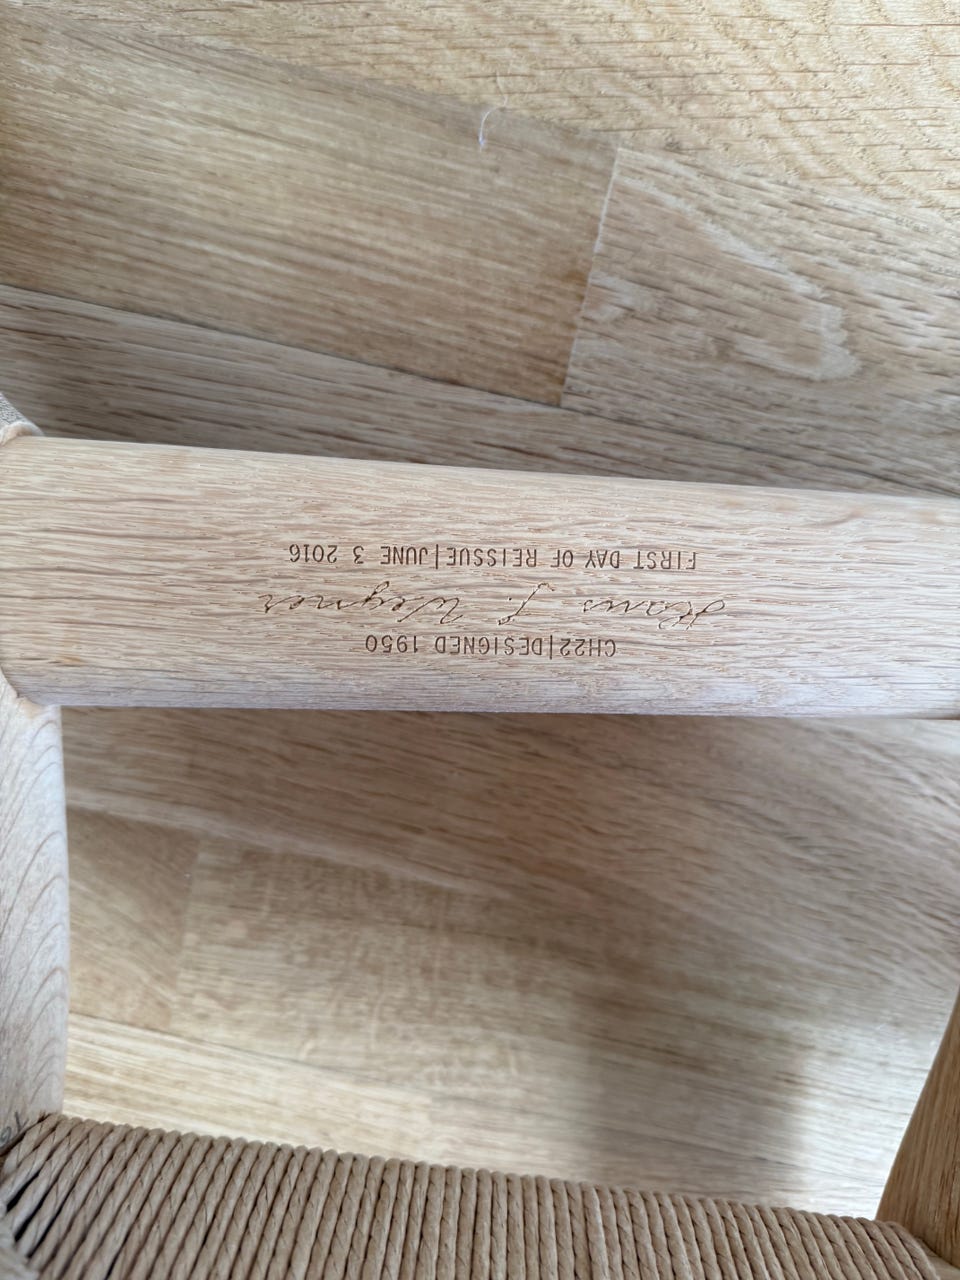 CH22|DESIGNED 1950
Hans J. Wegner
FIRST DAY OF REISSUE|JUNE 3 2016